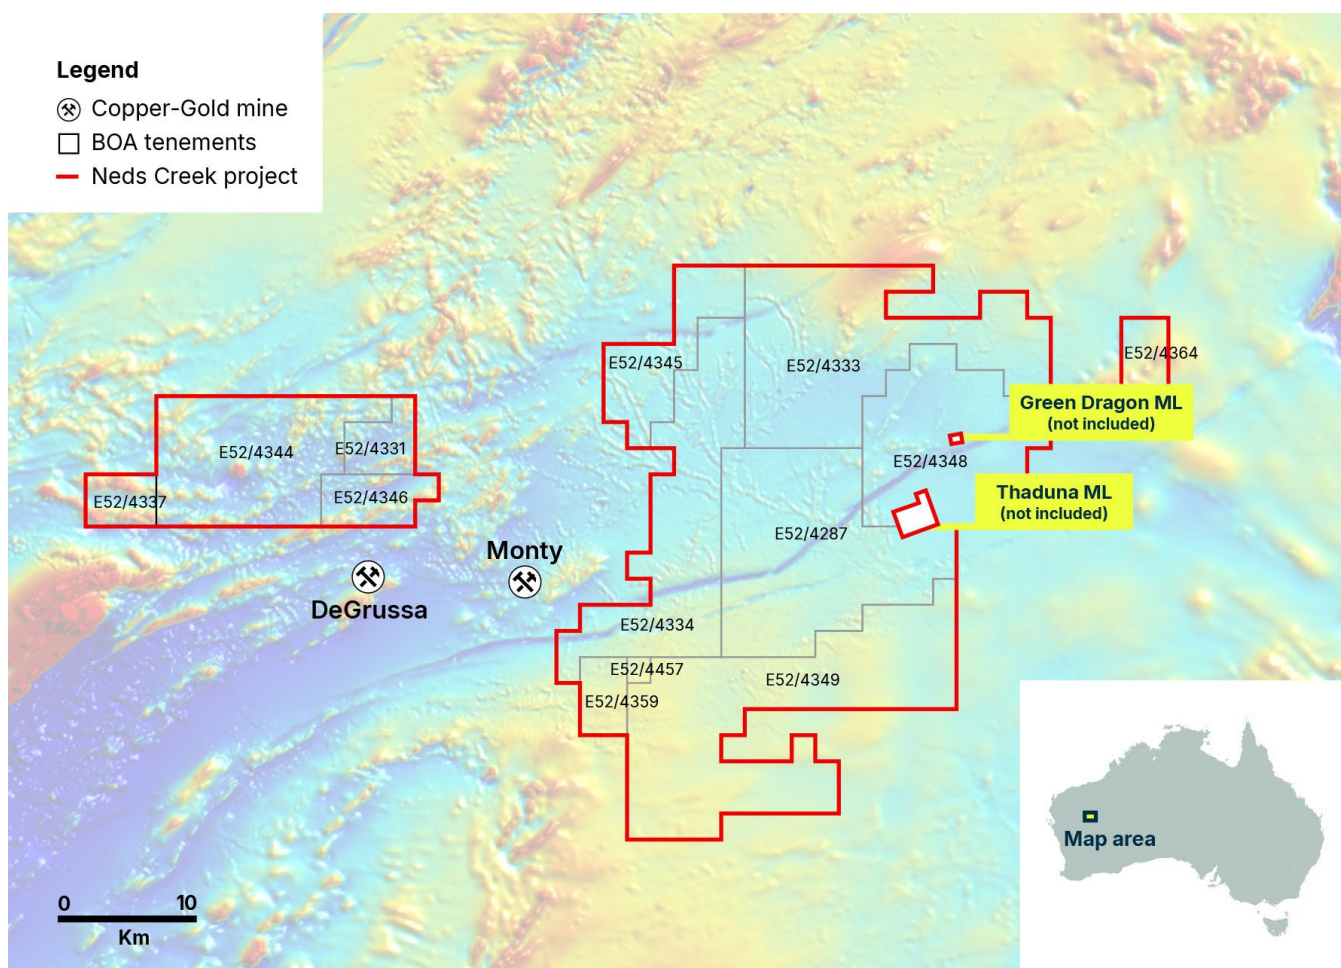 Legend
Copper-Gold mine
BOA tenements
Neds Creek project
E52/4345
E52/4333
E52/4364
Green Dragon ML
(not included)
E52/4344
E52/4331
E52/4348
E52/4337
E52/4346
Thaduna ML
(not included)
E52/4287
Monty
DeGrussa
E52/4334
E52/4457
E52/4349
E52/4359
Map area
0 10
Km